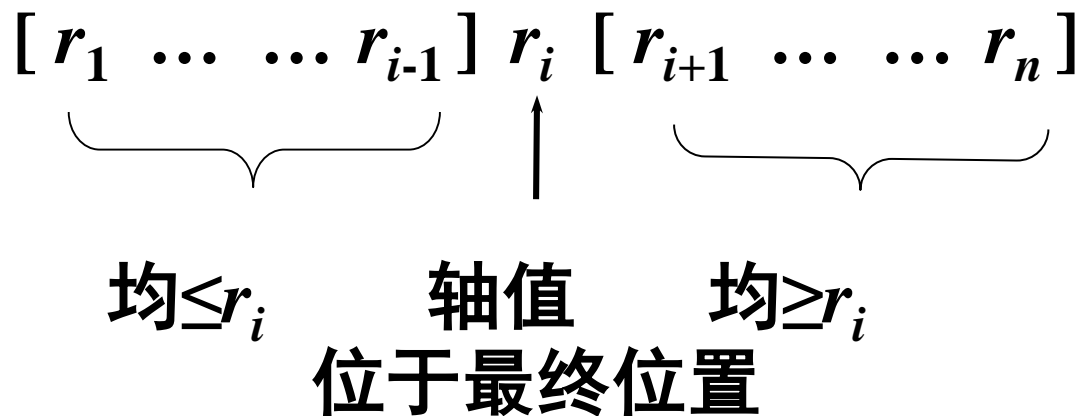 [ r₁ … … rᵢ₋₁ ] rᵢ [ rᵢ₊₁ … … rₙ ]
均≤rᵢ 轴值 均≥rᵢ
位于最终位置